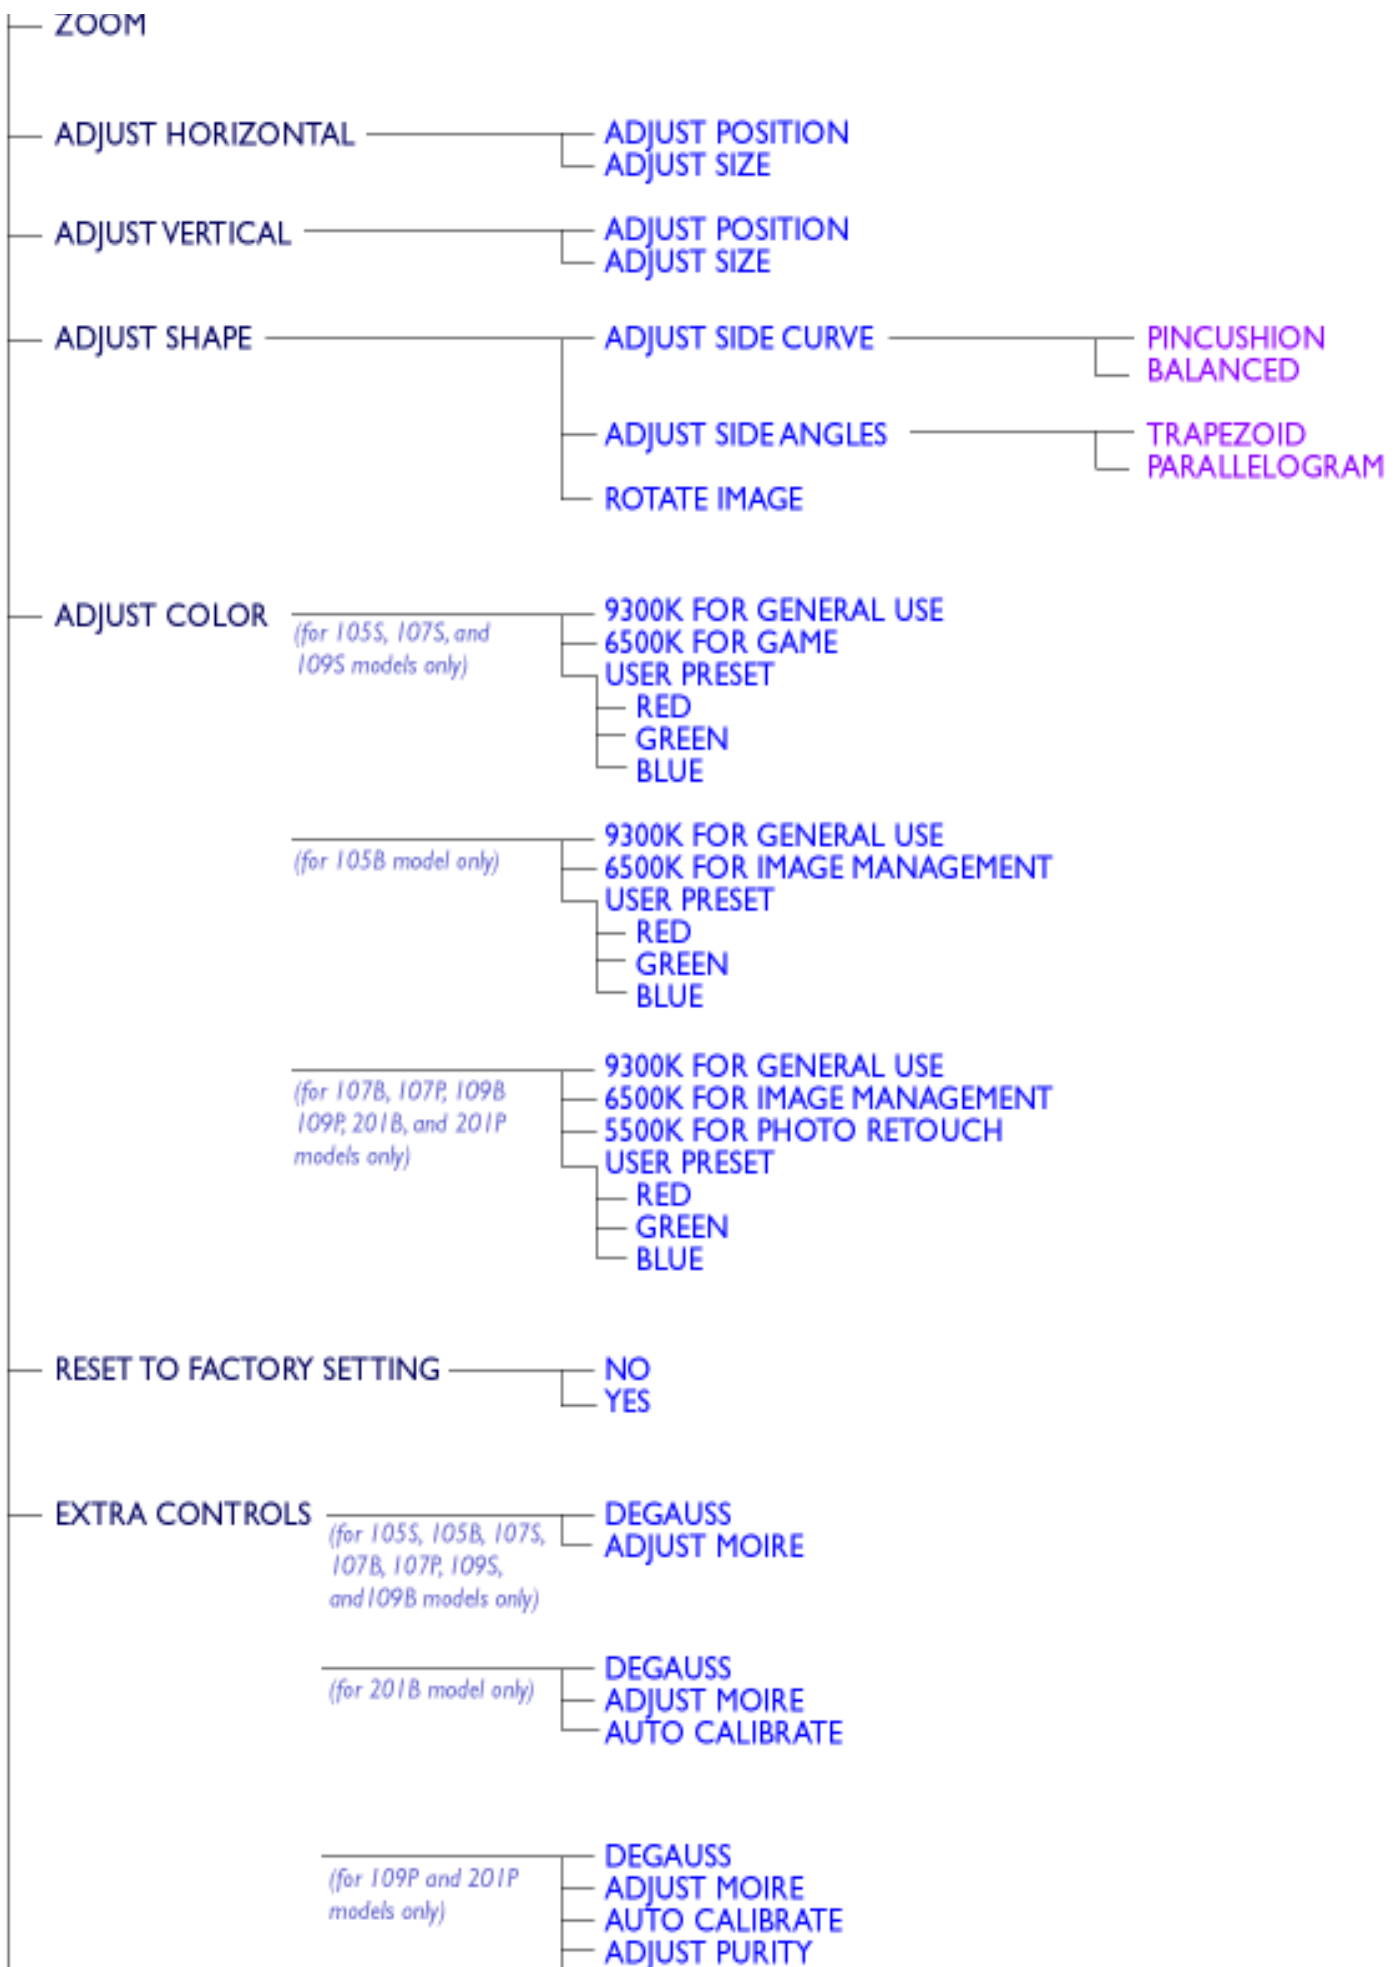 ZOOM
ADJUST HORIZONTAL
ADJUST POSITION
ADJUST SIZE
ADJUST VERTICAL
ADJUST POSITION
ADJUST SIZE
ADJUST SHAPE
ADJUST SIDE CURVE
PINCUSHION
BALANCED
ADJUST SIDE ANGLES
TRAPEZOID
PARALLELOGRAM
ROTATE IMAGE
ADJUST COLOR
(for 105S, 107S, and
109S models only)
9300K FOR GENERAL USE
6500K FOR GAME
USER PRESET
RED
GREEN
BLUE
(for 105B model only)
9300K FOR GENERAL USE
6500K FOR IMAGE MANAGEMENT
USER PRESET
RED
GREEN
BLUE
(for 107B, 107P, 109B
109P, 201B, and 201P
models only)
9300K FOR GENERAL USE
6500K FOR IMAGE MANAGEMENT
5500K FOR PHOTO RETOUCH
USER PRESET
RED
GREEN
BLUE
RESET TO FACTORY SETTING
NO
YES
EXTRA CONTROLS
(for 105S, 105B, 107S,
107B, 107P, 109S,
and109B models only)
DEGAUSS
ADJUST MOIRE
(for 201B model only)
DEGAUSS
ADJUST MOIRE
AUTO CALIBRATE
(for 109P and 201P
models only)
DEGAUSS
ADJUST MOIRE
AUTO CALIBRATE
ADJUST PURITY